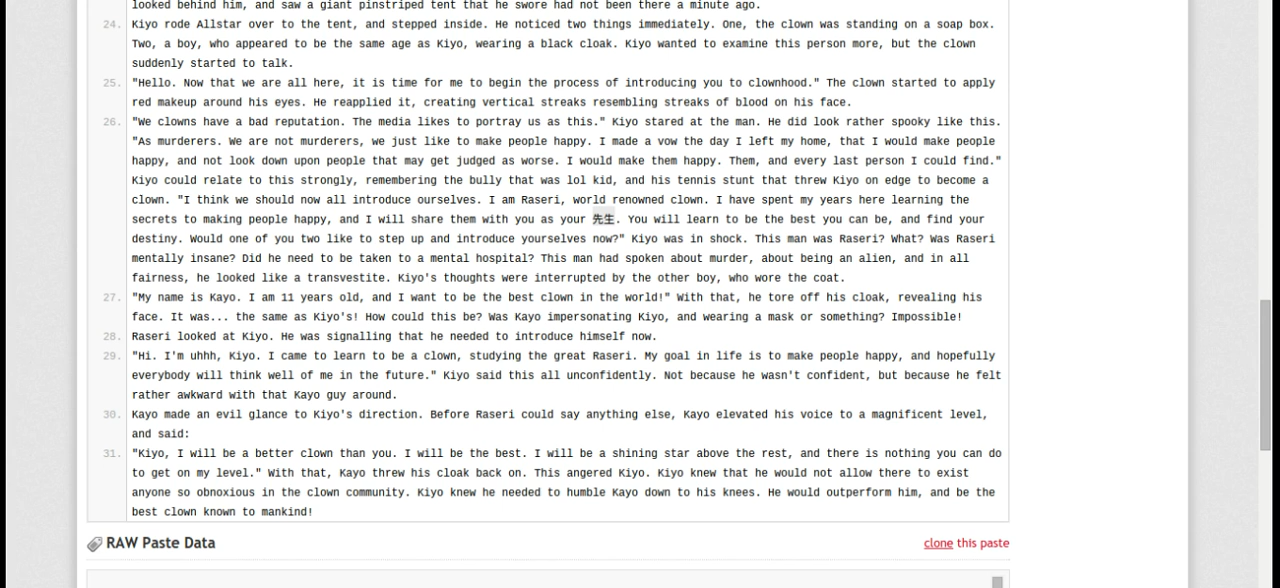 looked behind him, and saw a giant pinstriped tent that he swore had not been there a minute ago.
24. Kiyo rode Allstar over to the tent, and stepped inside. He noticed two things immediately. One, the clown was standing on a soap box.
Two, a boy, who appeared to be the same age as Kiyo, wearing a black cloak. Kiyo wanted to examine this person more, but the clown
suddenly started to talk.
25. "Hello. Now that we are all here, it is time for me to begin the process of introducing you to clownhood." The clown started to apply
red makeup around his eyes. He reapplied it, creating vertical streaks resembling streaks of blood on his face.
26. "We clowns have a bad reputation. The media likes to portray us as this." Kiyo stared at the man. He did look rather spooky like this.
"As murderers. We are not murderers, we just like to make people happy. I made a vow the day I left my home, that I would make people
happy, and not look down upon people that may get judged as worse. I would make them happy. Them, and every last person I could find."
Kiyo could relate to this strongly, remembering the bully that was lol kid, and his tennis stunt that threw Kiyo on edge to become a
clown. "I think we should now all introduce ourselves. I am Raseri, world renowned clown. I have spent my years here learning the
secrets to making people happy, and I will share them with you as your 先生. You will learn to be the best you can be, and find your
destiny. Would one of you two like to step up and introduce yourselves now?" Kiyo was in shock. This man was Raseri? What? Was Raseri
mentally insane? Did he need to be taken to a mental hospital? This man had spoken about murder, about being an alien, and in all
fairness, he looked like a transvestite. Kiyo's thoughts were interrupted by the other boy, who wore the coat.
27. "My name is Kayo. I am 11 years old, and I want to be the best clown in the world!" With that, he tore off his cloak, revealing his
face. It was... the same as Kiyo's! How could this be? Was Kayo impersonating Kiyo, and wearing a mask or something? Impossible!
28. Raseri looked at Kiyo. He was signalling that he needed to introduce himself now.
29. "Hi. I'm uhhh, Kiyo. I came to learn to be a clown, studying the great Raseri. My goal in life is to make people happy, and hopefully
everybody will think well of me in the future." Kiyo said this all unconfidently. Not because he wasn't confident, but because he felt
rather awkward with that Kayo guy around.
30. Kayo made an evil glance to Kiyo's direction. Before Raseri could say anything else, Kayo elevated his voice to a magnificent level,
and said:
31. "Kiyo, I will be a better clown than you. I will be the best. I will be a shining star above the rest, and there is nothing you can do
to get on my level." With that, Kayo threw his cloak back on. This angered Kiyo. Kiyo knew that he would not allow there to exist
anyone so obnoxious in the clown community. Kiyo knew he needed to humble Kayo down to his knees. He would outperform him, and be the
best clown known to mankind!
RAW Paste Data clone this paste